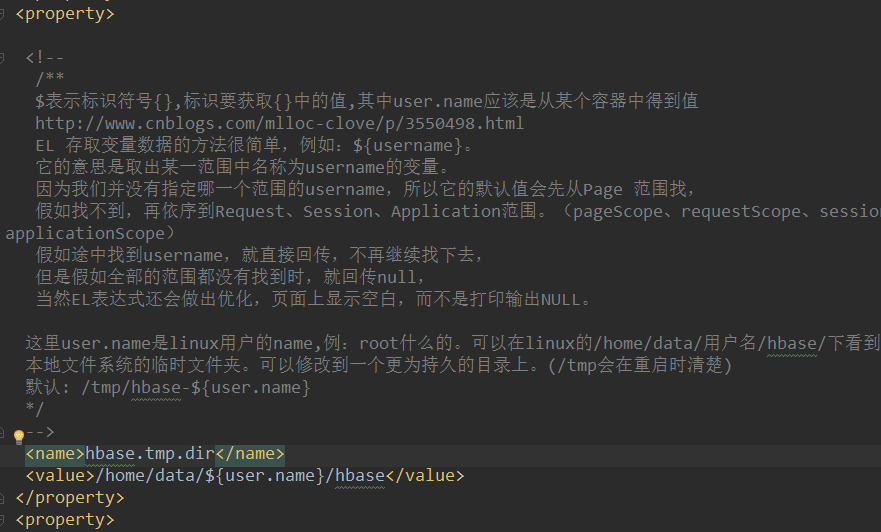 <property>
<!--
/**
$表示标识符号{},标识要获取{}中的值,其中user.name应该是从某个容器中得到值
http://www.cnblogs.com/mlloc-clove/p/3550498.html
EL 存取变量数据的方法很简单，例如：${username}。
它的意思是取出某一范围中名称为username的变量。
因为我们并没有指定哪一个范围的username，所以它的默认值会先从Page 范围找，
假如找不到，再依序到Request、Session、Application范围。（pageScope、requestScope、session
applicationScope）
假如途中找到username，就直接回传，不再继续找下去，
但是假如全部的范围都没有找到时，就回传null，
当然EL表达式还会做出优化，页面上显示空白，而不是打印输出NULL。
这里user.name是linux用户的name,例：root什么的。可以在linux的/home/data/用户名/hbase/下看到
本地文件系统的临时文件夹。可以修改到一个更为持久的目录上。(/tmp会在重启时清楚)
默认: /tmp/hbase-${user.name}
*/
-->
<name>hbase.tmp.dir</name>
<value>/home/data/${user.name}/hbase</value>
</property>
<property>